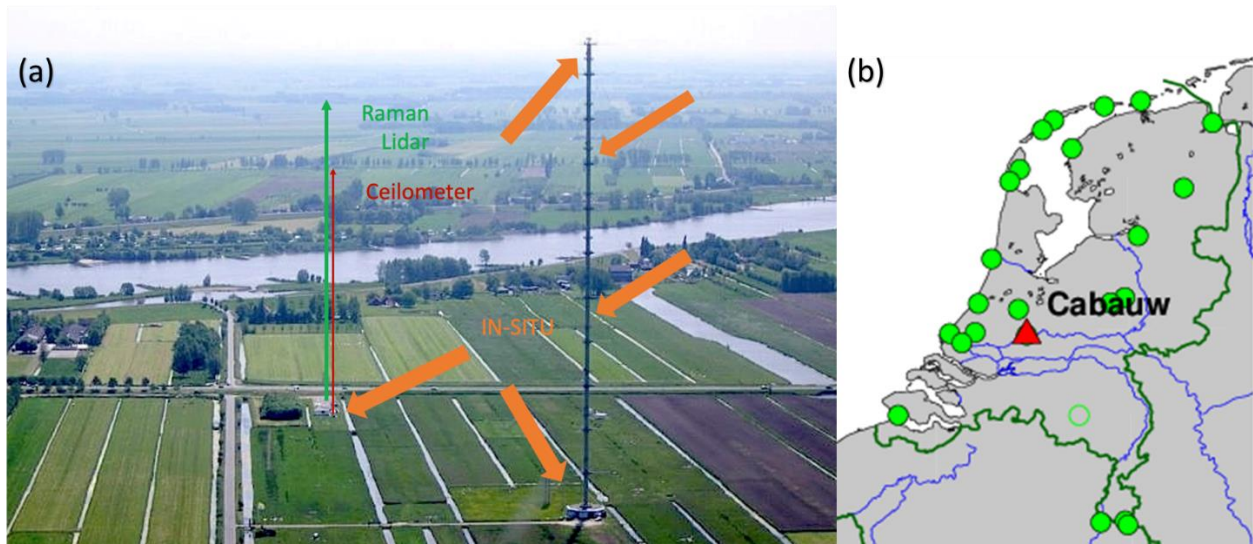 (a)
Raman
Lidar
Ceilometer
IN-SITU
(b)
Cabauw